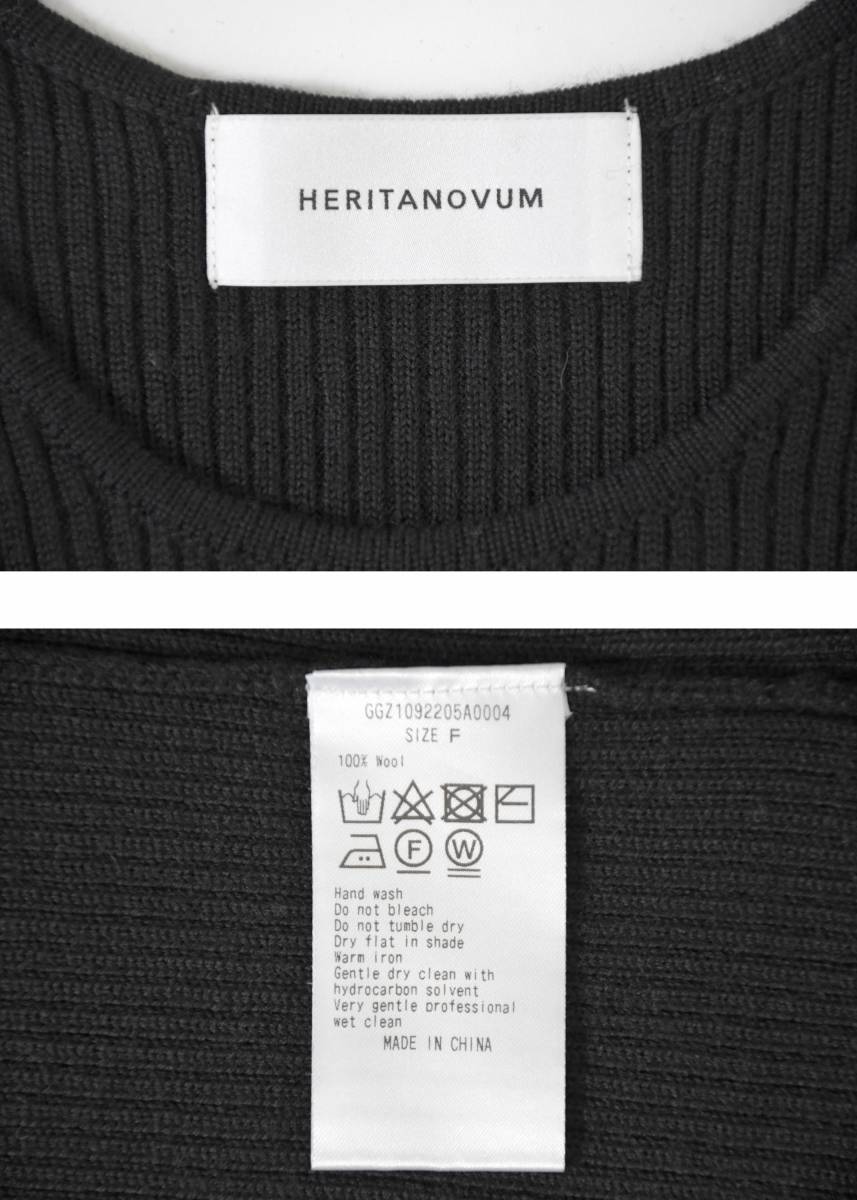 HERITANOVUM
GGZ1092205A0004
SIZE F
100% Wool
F W
Hand wash
Do not bleach
Do not tumble dry
Dry flat in shade
Warm iron
Gentle dry clean with
hydrocarbon solvent
Very gentle professional
wet clean
MADE IN CHINA